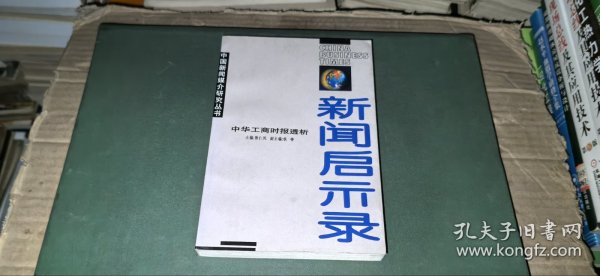 CHINA
BUSINESS
TIMES
中国新闻媒介研究丛书
新闻启示录
中华工商时报透析
孔夫子旧书网
www.kongfz.com